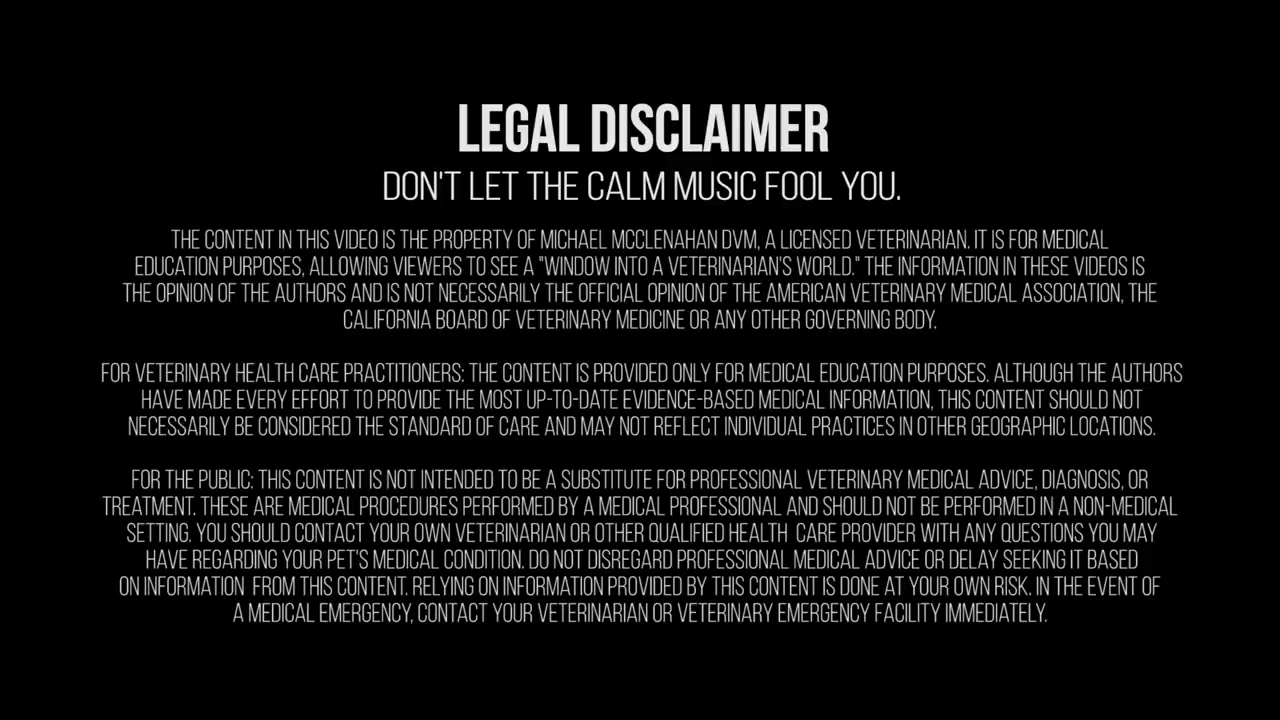 LEGAL DISCLAIMER
DON'T LET THE CALM MUSIC FOOL YOU.
THE CONTENT IN THIS VIDEO IS THE PROPERTY OF MICHAEL MCCLENAHAN DVM, A LICENSED VETERINARIAN. IT IS FOR MEDICAL
EDUCATION PURPOSES, ALLOWING VIEWERS TO SEE A "WINDOW INTO A VETERINARIAN'S WORLD." THE INFORMATION IN THESE VIDEOS IS
THE OPINION OF THE AUTHORS AND IS NOT NECESSARILY THE OFFICIAL OPINION OF THE AMERICAN VETERINARY MEDICAL ASSOCIATION, THE
CALIFORNIA BOARD OF VETERINARY MEDICINE OR ANY OTHER GOVERNING BODY.
FOR VETERINARY HEALTH CARE PRACTITIONERS: THE CONTENT IS PROVIDED ONLY FOR MEDICAL EDUCATION PURPOSES. ALTHOUGH THE AUTHORS
HAVE MADE EVERY EFFORT TO PROVIDE THE MOST UP-TO-DATE EVIDENCE-BASED MEDICAL INFORMATION, THIS CONTENT SHOULD NOT
NECESSARILY BE CONSIDERED THE STANDARD OF CARE AND MAY NOT REFLECT INDIVIDUAL PRACTICES IN OTHER GEOGRAPHIC LOCATIONS.
FOR THE PUBLIC: THIS CONTENT IS NOT INTENDED TO BE A SUBSTITUTE FOR PROFESSIONAL VETERINARY MEDICAL ADVICE, DIAGNOSIS, OR
TREATMENT. THESE ARE MEDICAL PROCEDURES PERFORMED BY A MEDICAL PROFESSIONAL AND SHOULD NOT BE PERFORMED IN A NON-MEDICAL
SETTING. YOU SHOULD CONTACT YOUR OWN VETERINARIAN OR OTHER QUALIFIED HEALTH CARE PROVIDER WITH ANY QUESTIONS YOU MAY
HAVE REGARDING YOUR PET'S MEDICAL CONDITION. DO NOT DISREGARD PROFESSIONAL MEDICAL ADVICE OR DELAY SEEKING IT BASED
ON INFORMATION FROM THIS CONTENT. RELYING ON INFORMATION PROVIDED BY THIS CONTENT IS DONE AT YOUR OWN RISK. IN THE EVENT OF
A MEDICAL EMERGENCY, CONTACT YOUR VETERINARIAN OR VETERINARY EMERGENCY FACILITY IMMEDIATELY.